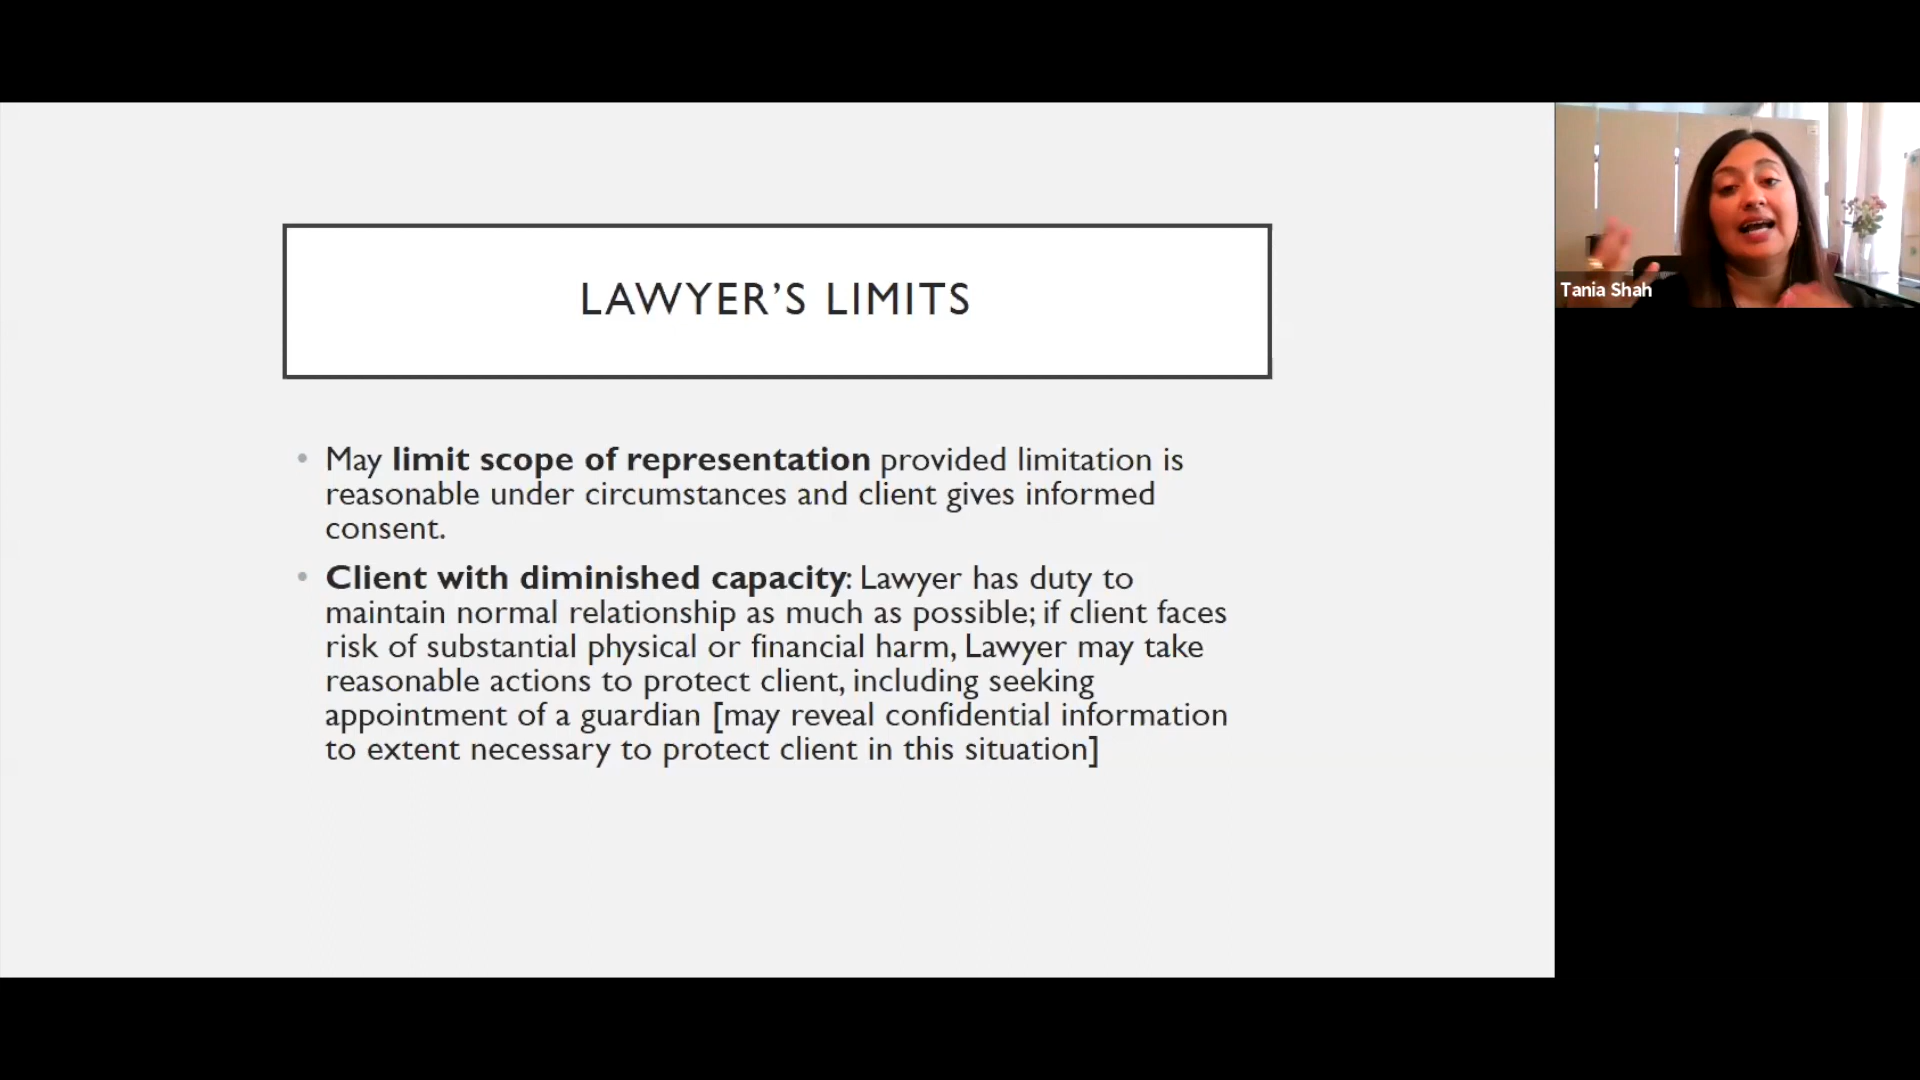 LAWYER’S LIMITS
• May limit scope of representation provided limitation is
reasonable under circumstances and client gives informed
consent.
• Client with diminished capacity: Lawyer has duty to
maintain normal relationship as much as possible; if client faces
risk of substantial physical or financial harm, Lawyer may take
reasonable actions to protect client, including seeking
appointment of a guardian [may reveal confidential information
to extent necessary to protect client in this situation]
Tania Shah